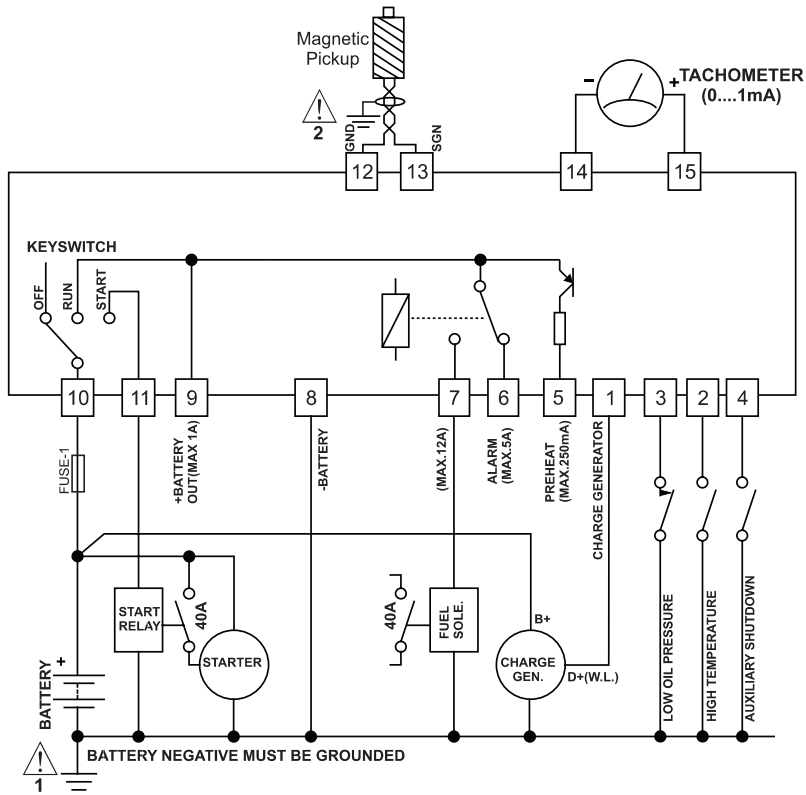 Magnetic
Pickup
2
GND
SGN
- +
TACHOMETER
(0....1mA)
12
13
14
15
KEYSWITCH
OFF
RUN
START
10
11
9
8
7
6
5
1
3
2
4
FUSE-1
+BATTERY
OUT(MAX 1A)
-BATTERY
(MAX.12A)
ALARM
(MAX.5A)
PREHEAT
(MAX.250mA)
CHARGE GENERATOR
START
RELAY
40A
STARTER
40A
FUEL
SOLE.
B+
CHARGE
GEN.
D+(W.L.)
LOW OIL PRESSURE
HIGH TEMPERATURE
AUXILIARY SHUTDOWN
BATTERY
+
BATTERY NEGATIVE MUST BE GROUNDED
1